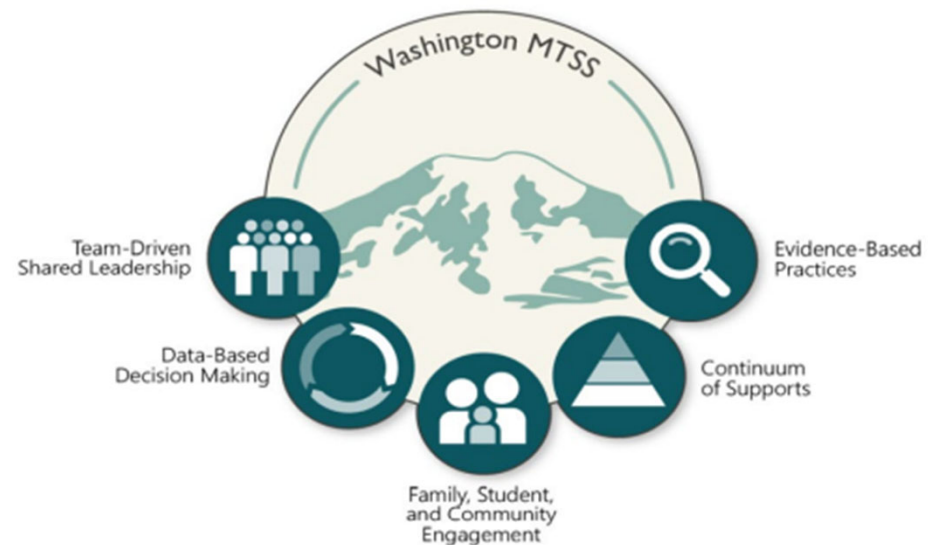 Washington MTSS
Team-Driven
Shared Leadership
Data-Based
Decision Making
Family, Student,
and Community
Engagement
Continuum
of Supports
Evidence-Based
Practices